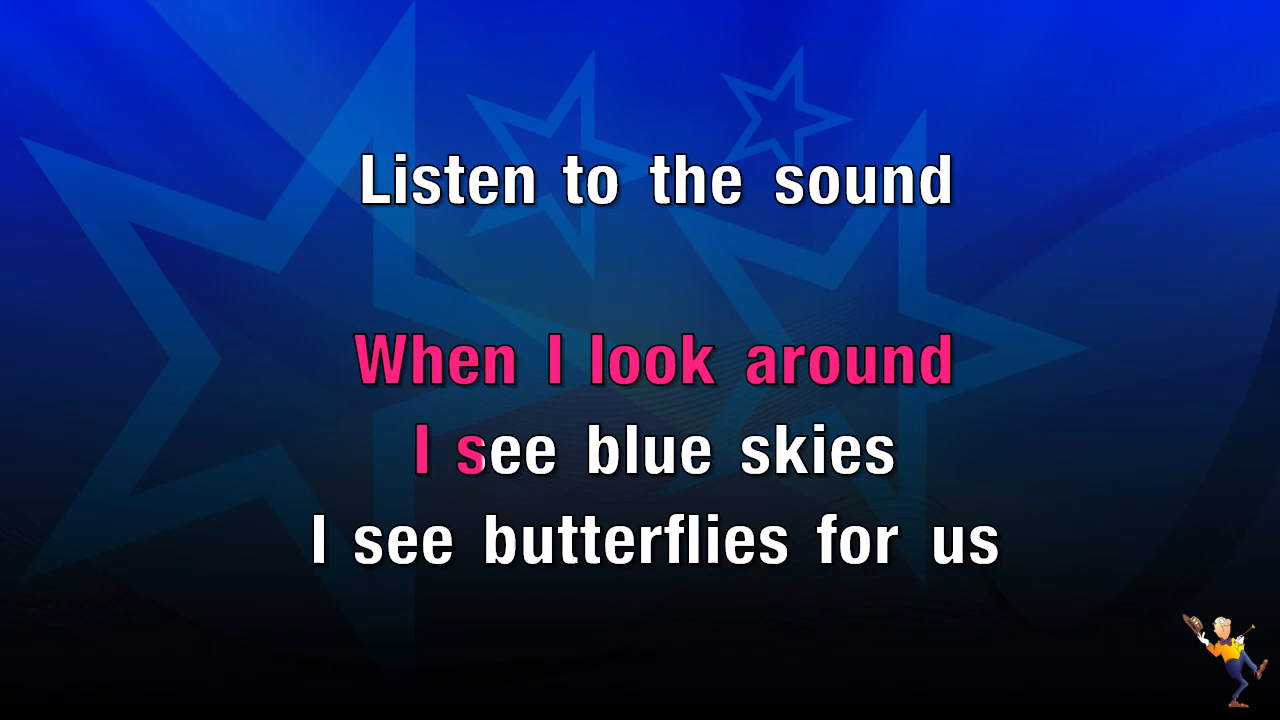 Listen to the sound
When I look around
I see blue skies
I see butterflies for us